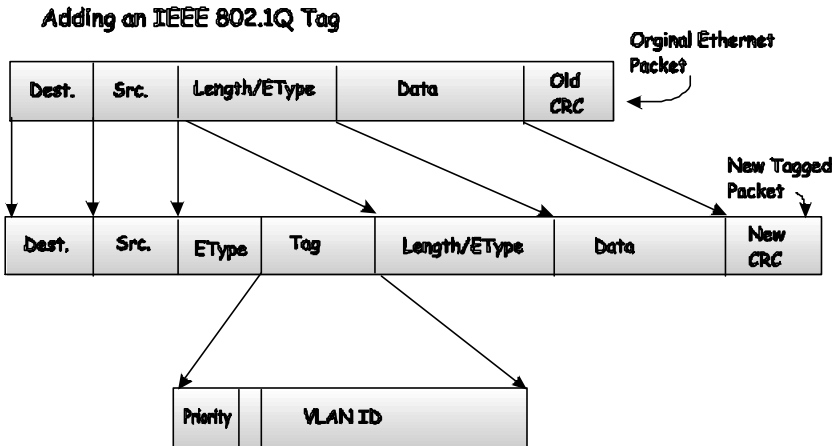 Adding an IEEE 802.1Q Tag
Orginal Ethernet
Packet
Dest.
Src.
Length/EType
Data
Old
CRC
New Tagged
Packet
Dest.
Src.
EType
Tag
Length/EType
Data
New
CRC
Priority
VLAN ID